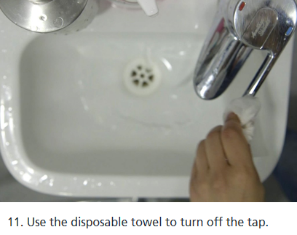 11. Use the disposable towel to turn off the tap.